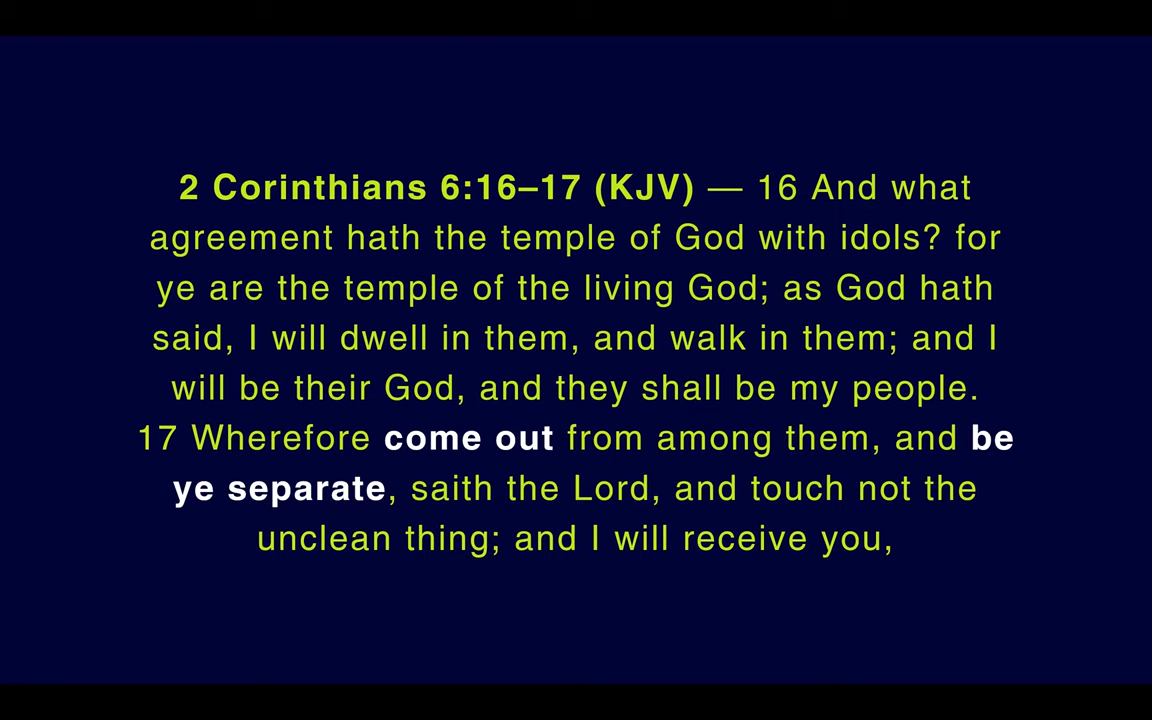 2 Corinthians 6:16–17 (KJV) — 16 And what
agreement hath the temple of God with idols? for
ye are the temple of the living God; as God hath
said, I will dwell in them, and walk in them; and I
will be their God, and they shall be my people.
17 Wherefore come out from among them, and be
ye separate, saith the Lord, and touch not the
unclean thing; and I will receive you,